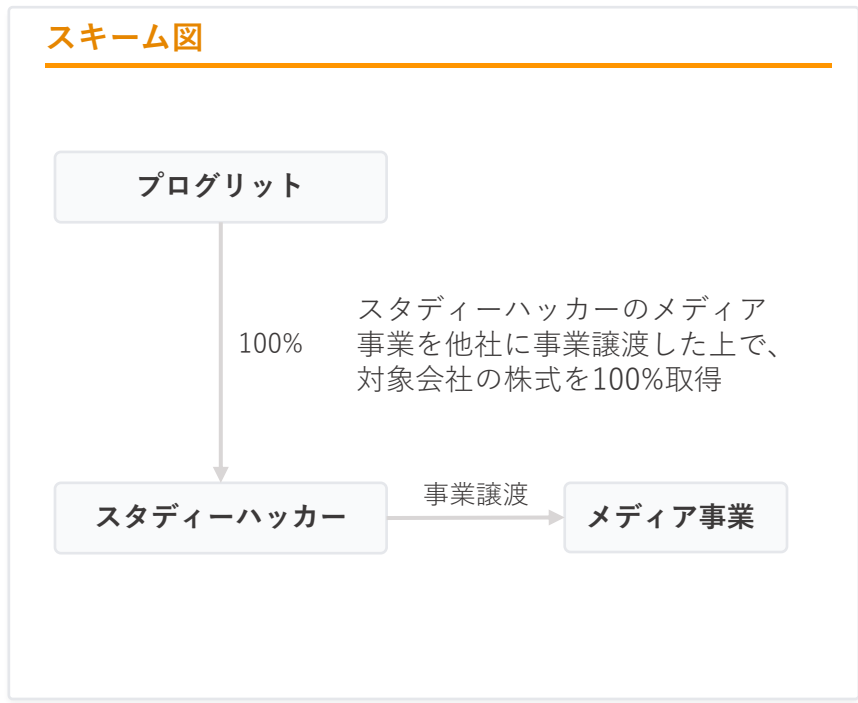 スキーム図
プログリット
100%
スタディーハッカーのメディア
事業を他社に事業譲渡した上で、
対象会社の株式を100%取得
スタディーハッカー
事業譲渡
メディア事業